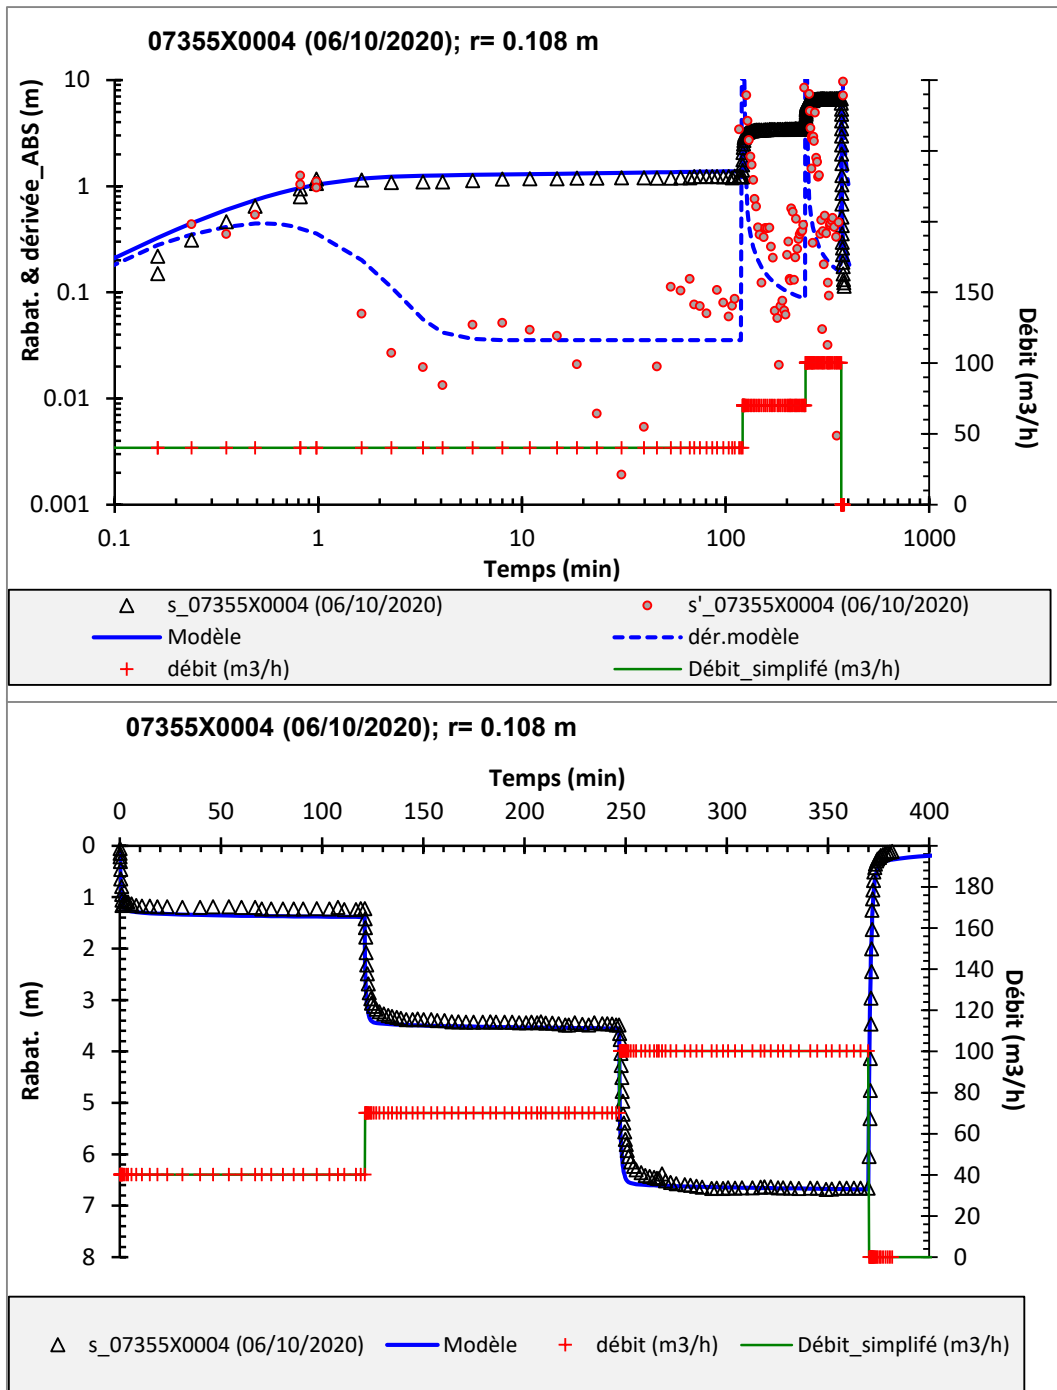 07355X0004 (06/10/2020); r= 0.108 m
Rabat. & dérivée_ABS (m)
10
1
0.1
0.01
0.001
150
100
50
0
Débit (m3/h)
0.1 1 10 100 1000
Temps (min)
s_07355X0004 (06/10/2020) s'_07355X0004 (06/10/2020)
Modèle dér.modèle
débit (m3/h) Débit_simplifé (m3/h)
07355X0004 (06/10/2020); r= 0.108 m
Temps (min)
0 50 100 150 200 250 300 350 400
Rabat. (m)
0
1
2
3
4
5
6
7
8
180
160
140
120
100
80
60
40
20
0
Débit (m3/h)
s_07355X0004 (06/10/2020) Modèle débit (m3/h) Débit_simplifé (m3/h)